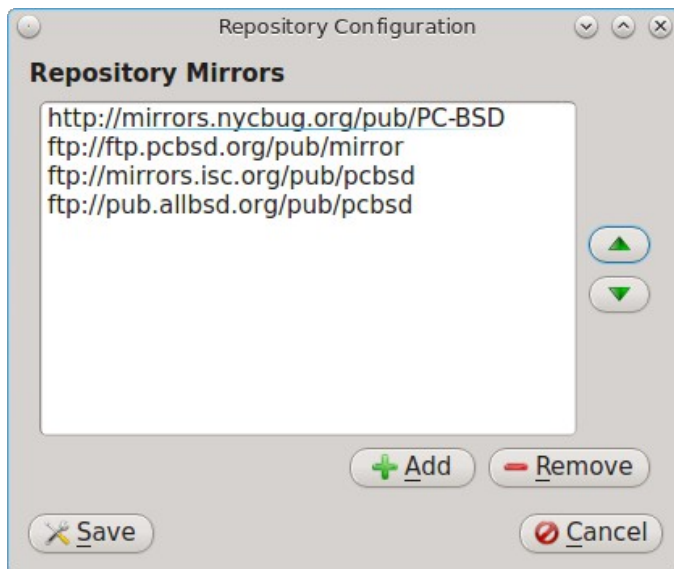 Repository Configuration
Repository Mirrors
http://mirrors.nycbug.org/pub/PC-BSD
ftp://ftp.pcbsd.org/pub/mirror
ftp://mirrors.isc.org/pub/pcbsd
ftp://pub.allbsd.org/pub/pcbsd
Add Remove
Save Cancel